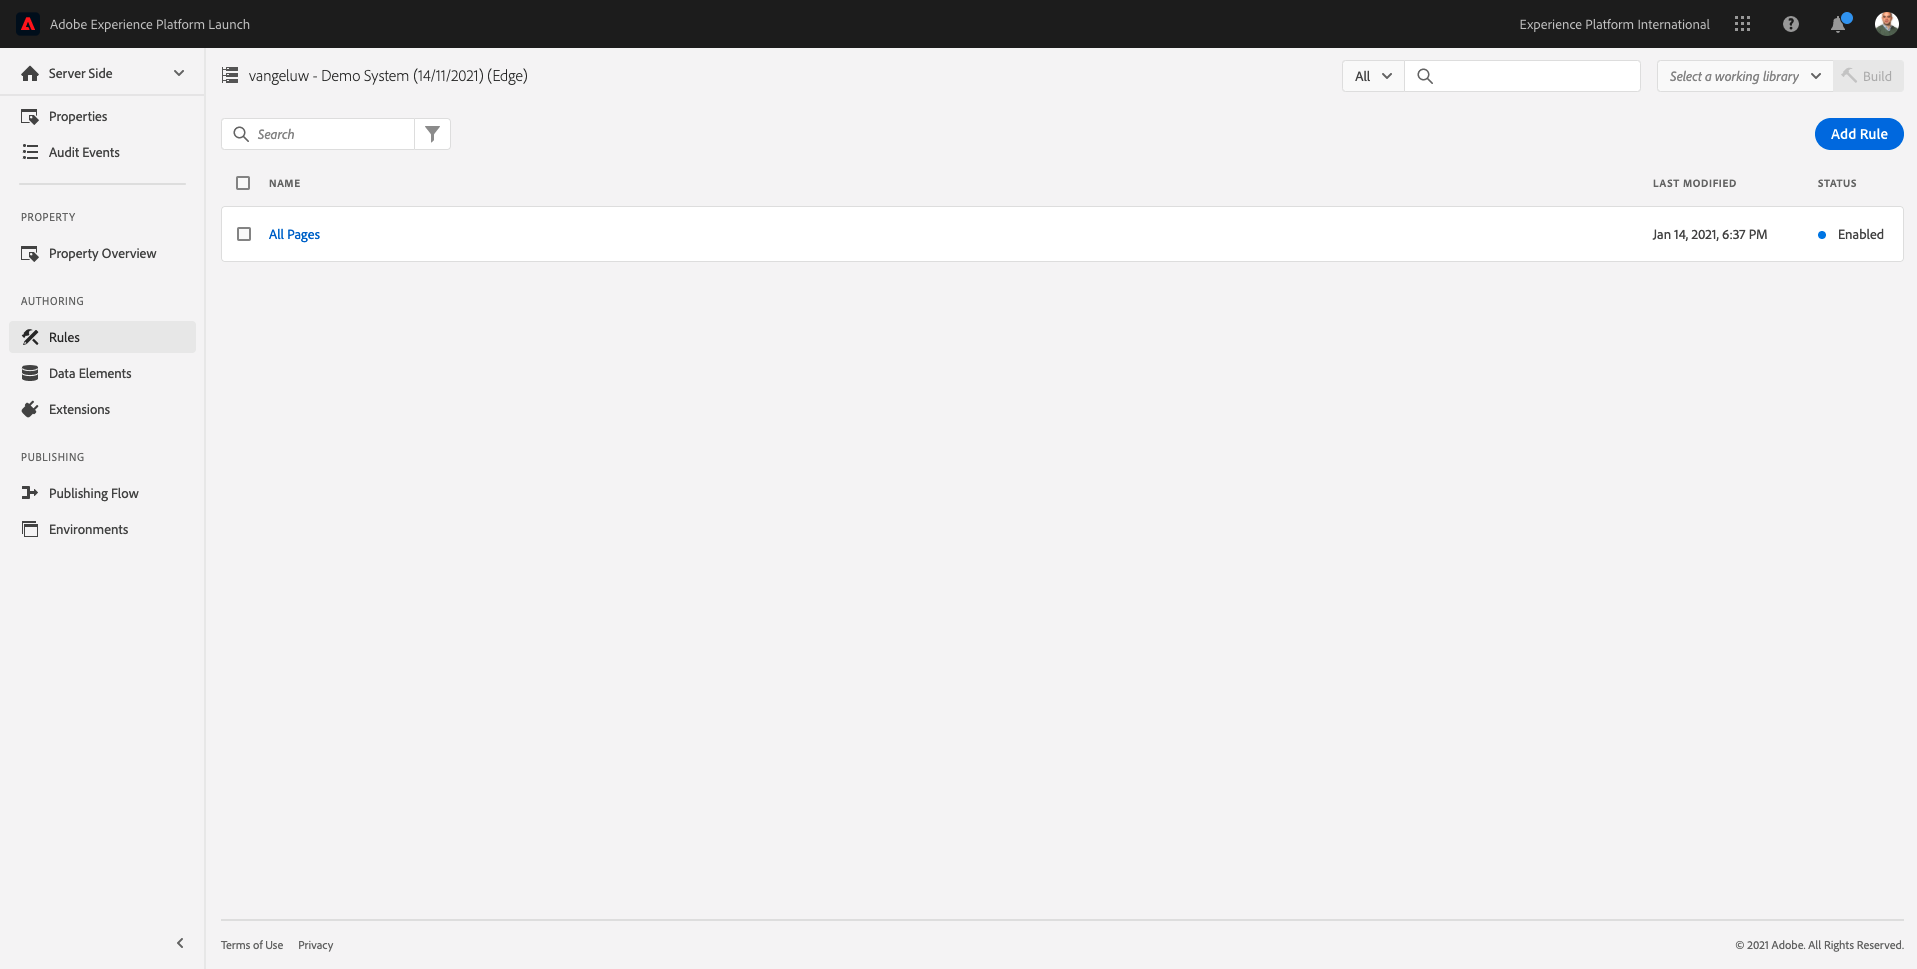 Adobe Experience Platform Launch
Experience Platform International
Server Side
vangeluw - Demo System (14/11/2021) (Edge)
All
Select a working library
Build
Properties
Audit Events
Search
Add Rule
NAME
LAST MODIFIED
STATUS
All Pages
Jan 14, 2021, 6:37 PM
Enabled
PROPERTY
Property Overview
AUTHORING
Rules
Data Elements
Extensions
PUBLISHING
Publishing Flow
Environments
Terms of Use
Privacy
© 2021 Adobe. All Rights Reserved.